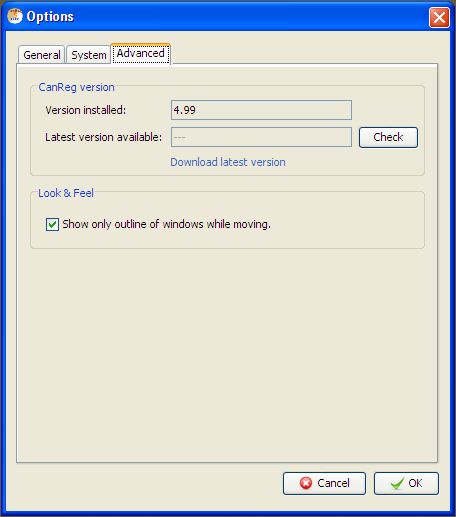 Options
General System Advanced
CanReg version
Version installed: 4.99
Latest version available: --- Check
Download latest version
Look & Feel
Show only outline of windows while moving.
Cancel OK